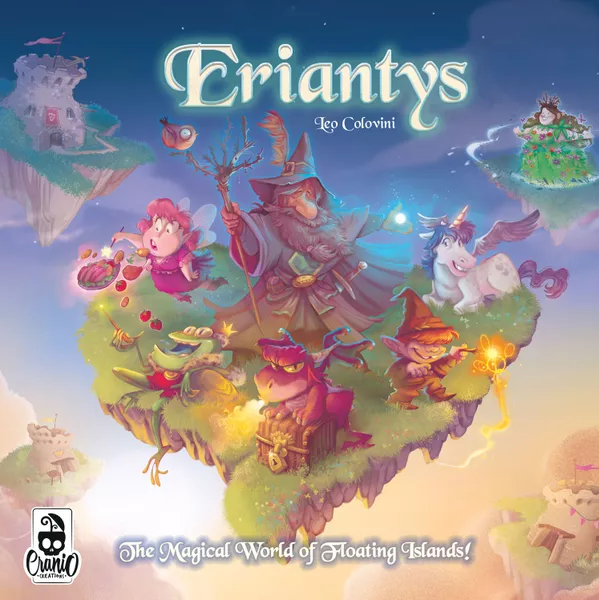 Eriantys
Leo Colovini
The Magical World of Floating Islands!
Cranio
CREATIONS